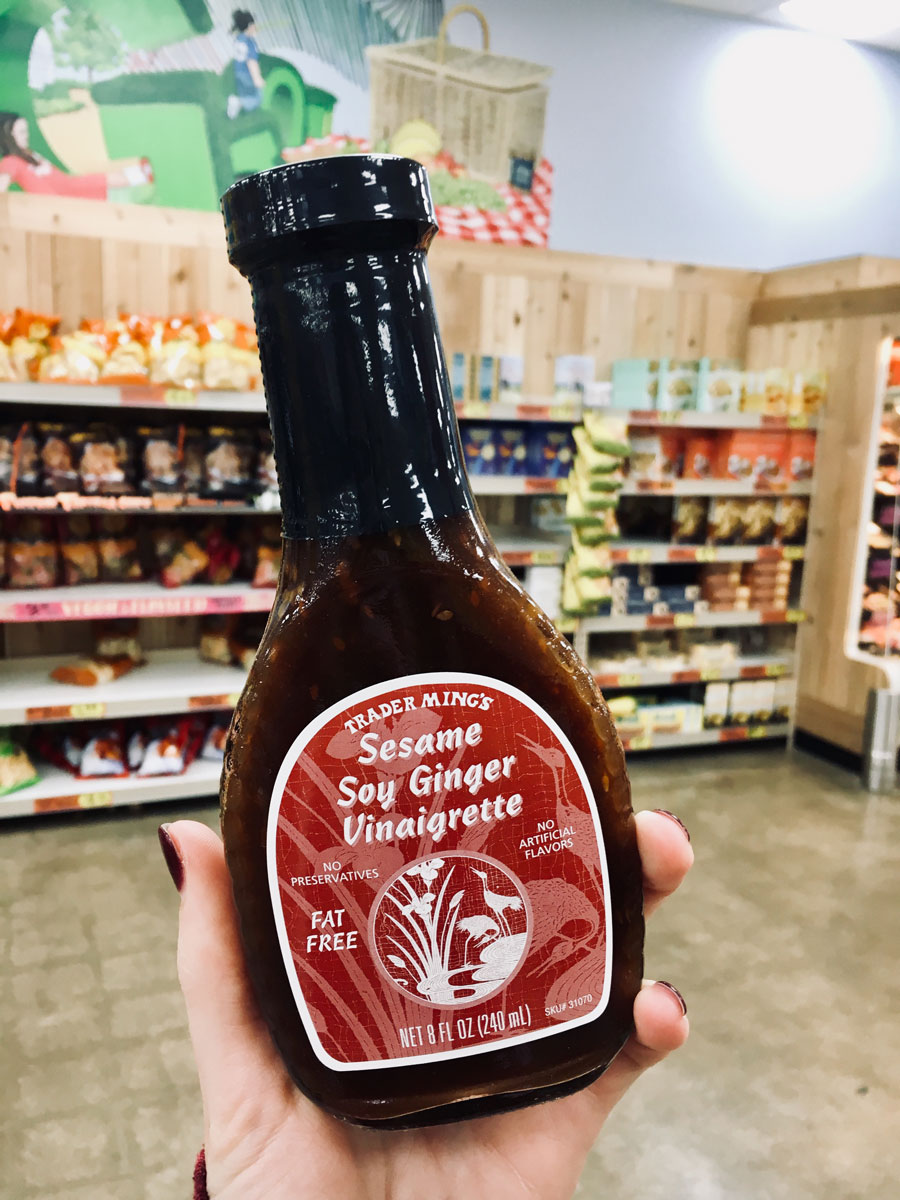 TRADER MING'S
Sesame
Soy Ginger
Vinaigrette
NO
PRESERVATIVES
NO
ARTIFICIAL
FLAVORS
FAT
FREE
NET 8 FL OZ (240 mL)
SKU# 31070